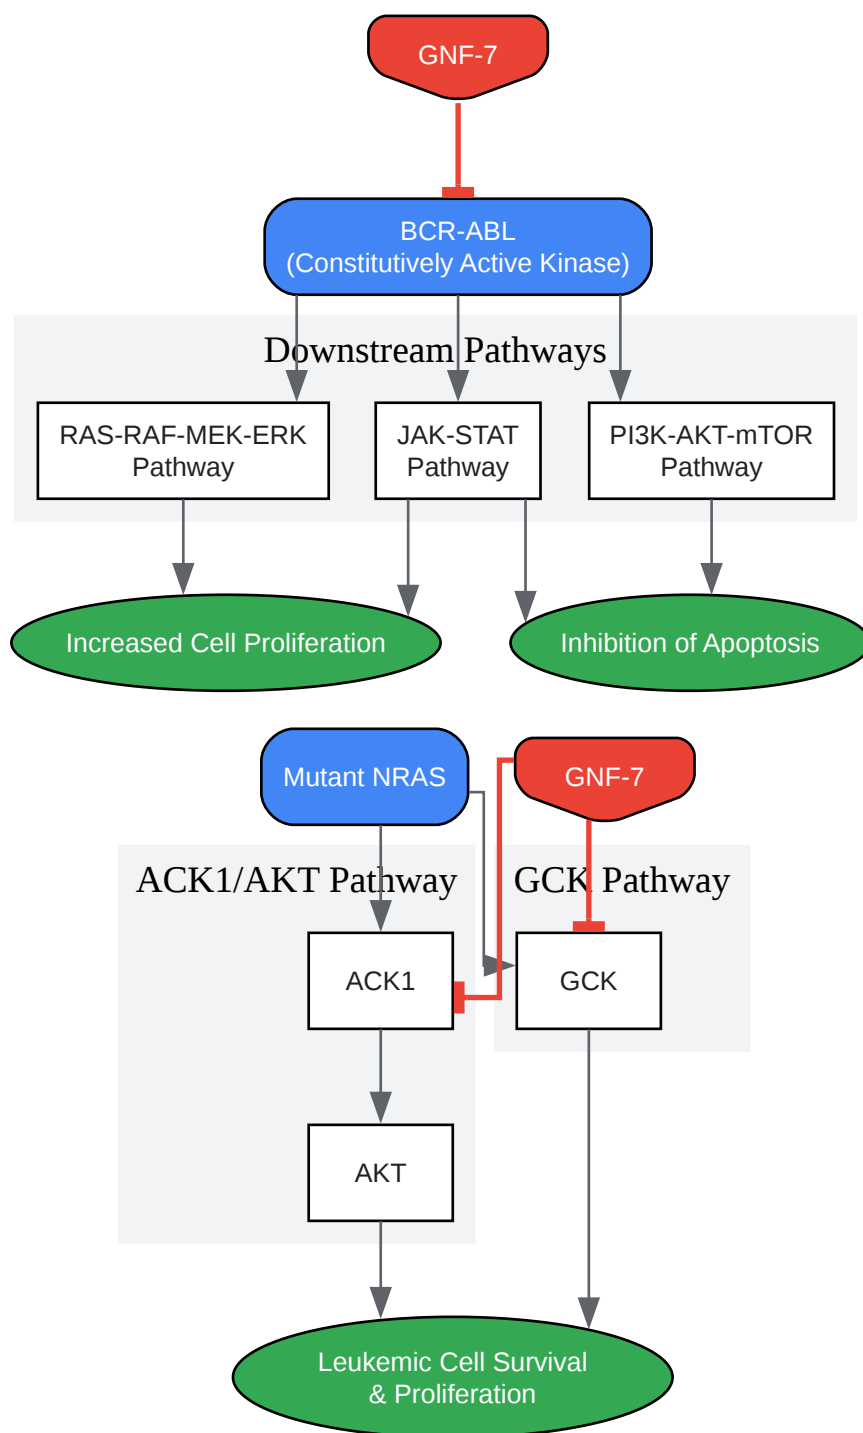 GNF-7
BCR-ABL
(Constitutively Active Kinase)
Downstream Pathways
RAS-RAF-MEK-ERK
Pathway
JAK-STAT
Pathway
PI3K-AKT-mTOR
Pathway
Increased Cell Proliferation
Inhibition of Apoptosis
Mutant NRAS
GNF-7
ACK1/AKT Pathway
GCK Pathway
ACK1
GCK
AKT
Leukemic Cell Survival
& Proliferation